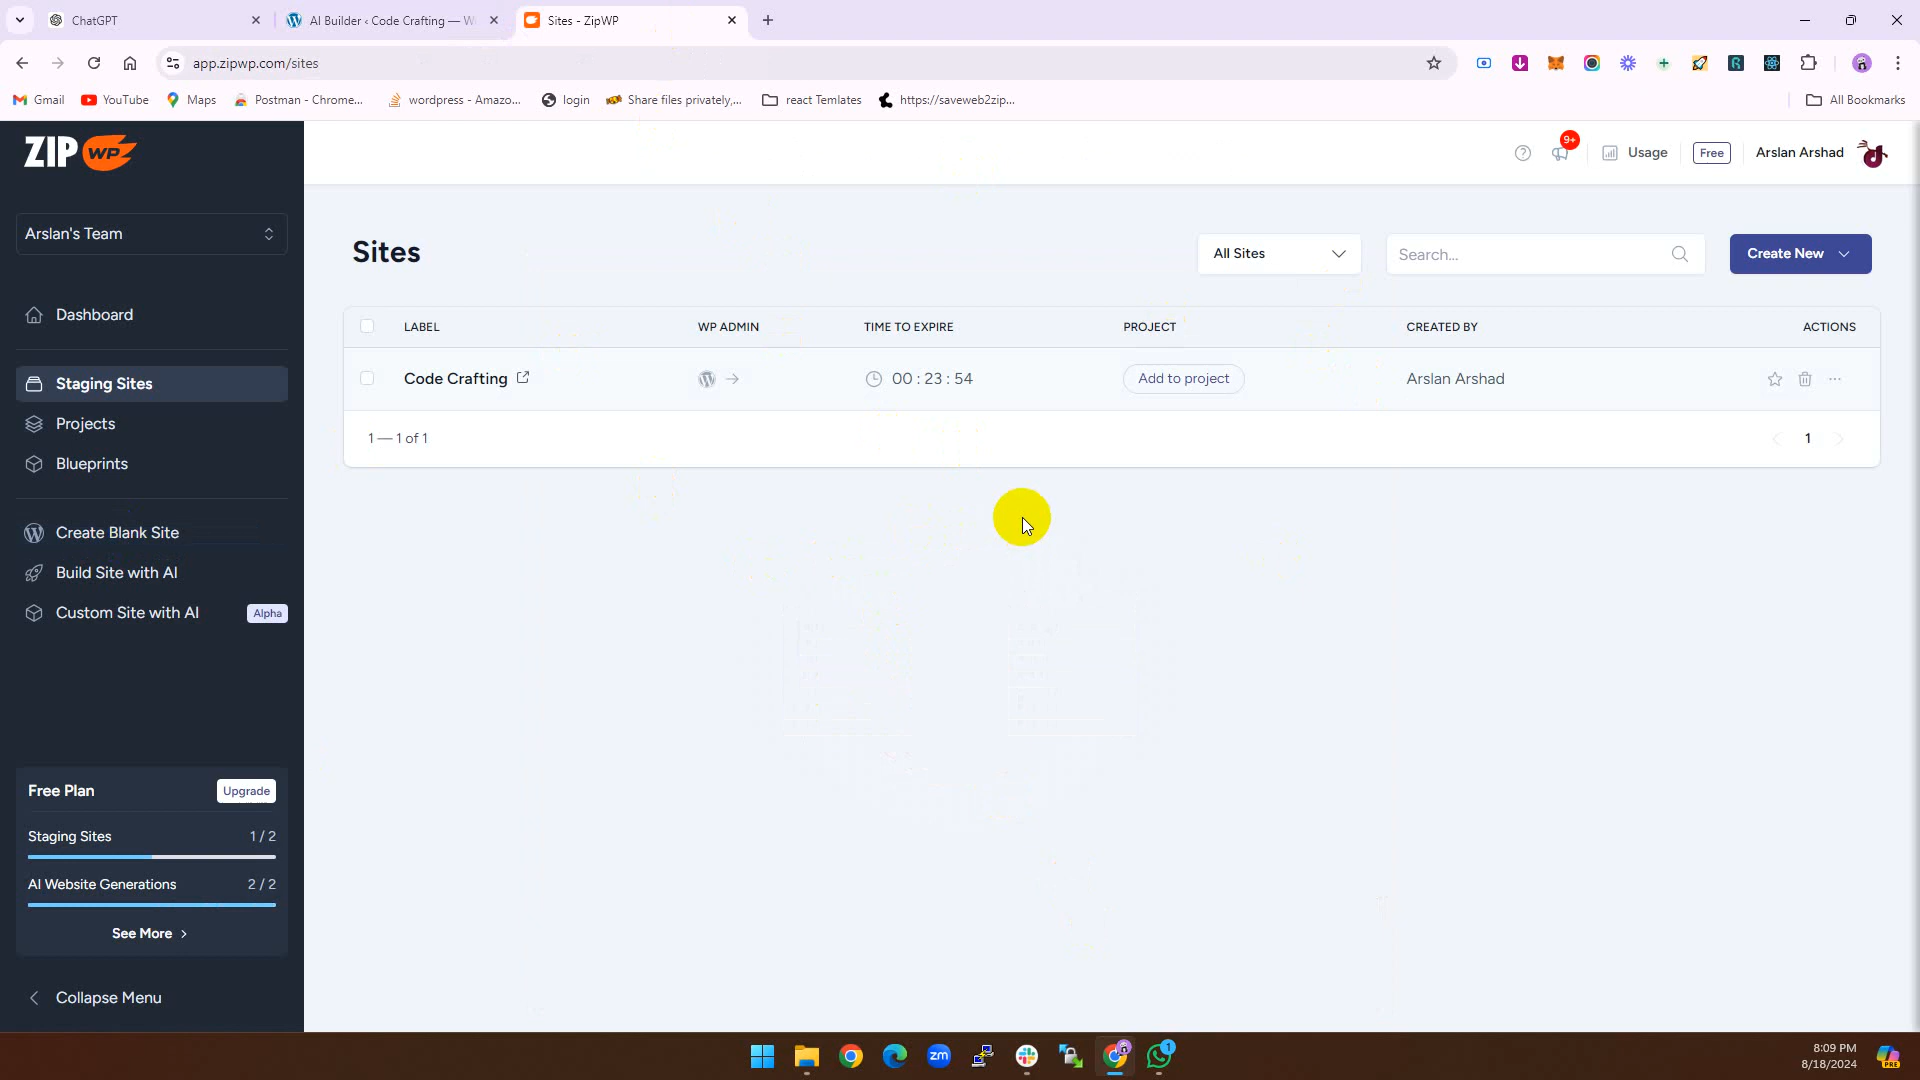 ChatGPT
AI Builder ‹ Code Crafting — W
Sites - ZipWP
app.zipwp.com/sites
Gmail
YouTube
Maps
Postman - Chrome...
wordpress - Amazo...
login
Share files privately,...
react Temlates
https://saveweb2zip...
All Bookmarks
ZIP WP
9+
Usage
Free
Arslan Arshad
Arslan's Team
Sites
All Sites
Search...
Create New
Dashboard
LABEL
WP ADMIN
TIME TO EXPIRE
PROJECT
CREATED BY
ACTIONS
Staging Sites
Code Crafting
00 : 23 : 54
Add to project
Arslan Arshad
Projects
1 — 1 of 1
1
Blueprints
Create Blank Site
Build Site with AI
Custom Site with AI
Alpha
Free Plan
Upgrade
Staging Sites
1 / 2
AI Website Generations
2 / 2
See More
Collapse Menu
zm
1
8:09 PM
8/18/2024
PRE